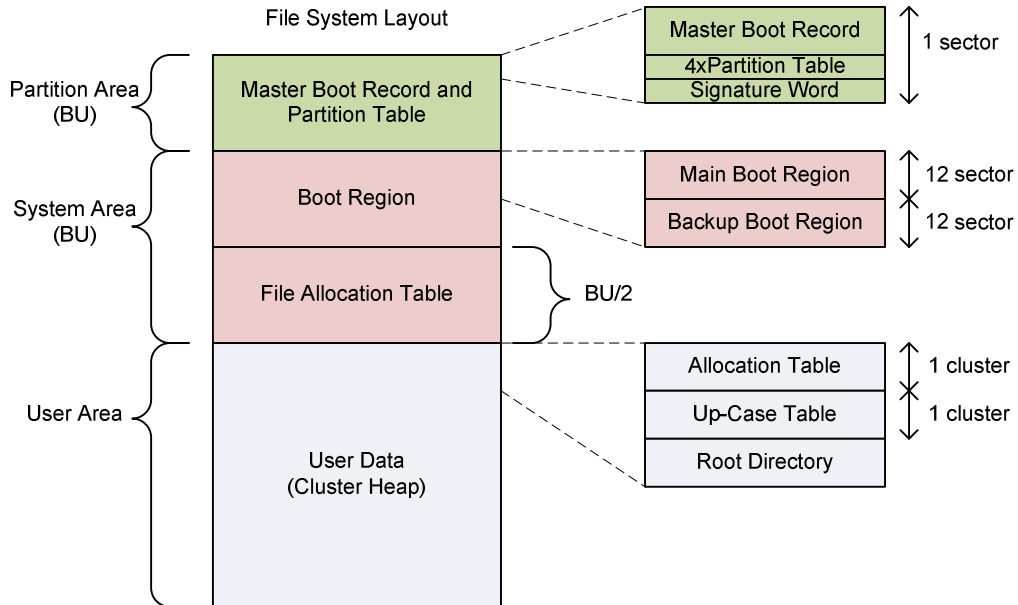 File System Layout
Partition Area
(BU)
System Area
(BU)
User Area
Master Boot Record and
Partition Table
Boot Region
File Allocation Table
User Data
(Cluster Heap)
BU/2
Master Boot Record
4xPartition Table
Signature Word
1 sector
Main Boot Region
12 sector
Backup Boot Region
12 sector
Allocation Table
1 cluster
Up-Case Table
1 cluster
Root Directory